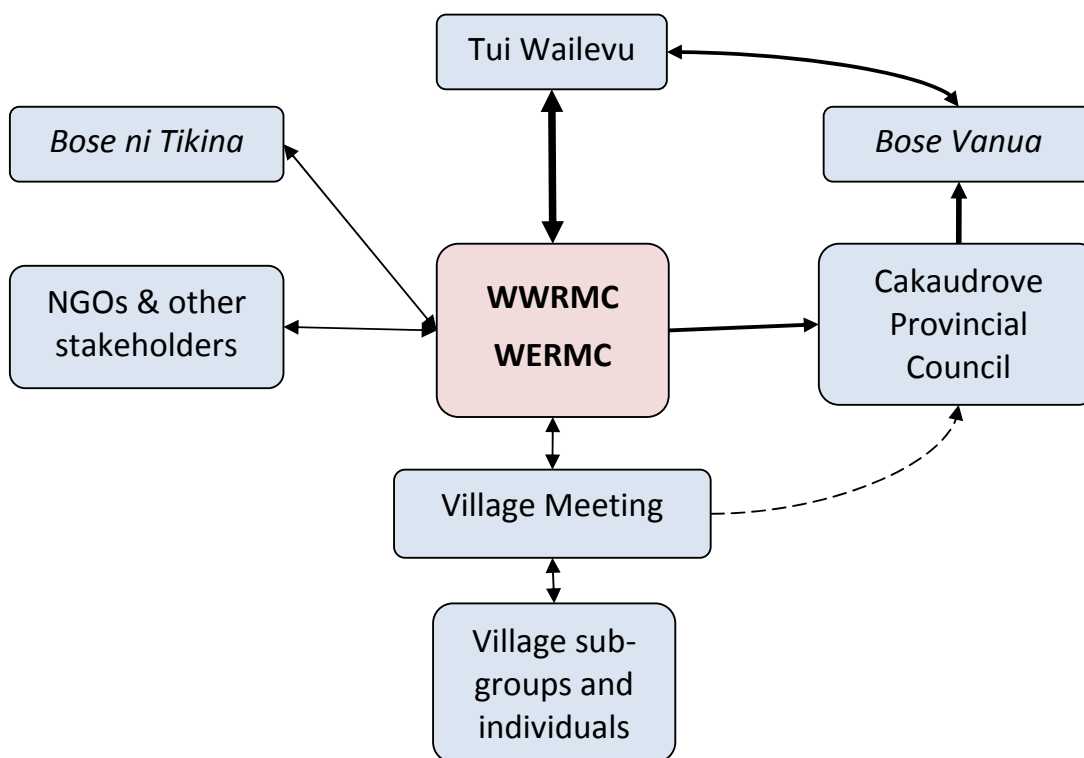 Tui Wailevu
Bose ni Tikina
Bose Vanua
NGOs & other
stakeholders
WWRMC
WERMC
Cakaudrove
Provincial
Council
Village Meeting
Village sub-
groups and
individuals